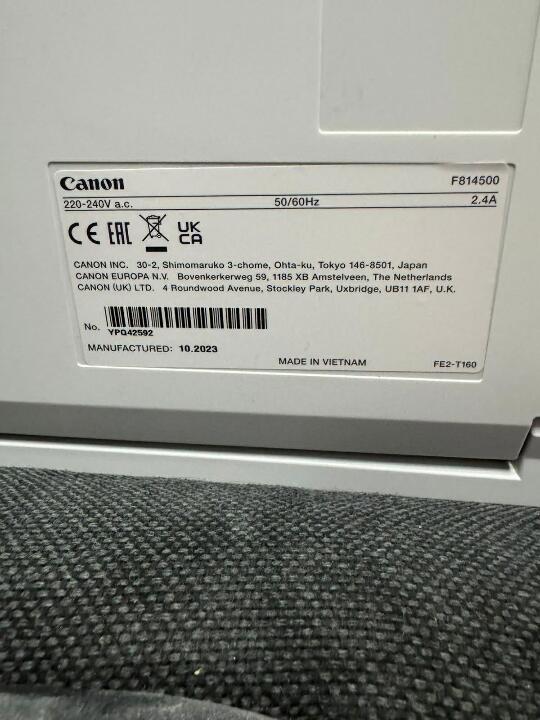 Canon F814500
220-240V a.c. 50/60Hz 2.4A
CE EAC UK CA
CANON INC. 30-2, Shimomaruko 3-chome, Ohta-ku, Tokyo 146-8501, Japan
CANON EUROPA N.V. Bovenkerkerweg 59, 1185 XB Amstelveen, The Netherlands
CANON (UK) LTD. 4 Roundwood Avenue, Stockley Park, Uxbridge, UB11 1AF, U.K.
No. YPQ42592
MANUFACTURED: 10.2023
MADE IN VIETNAM FE2-T160